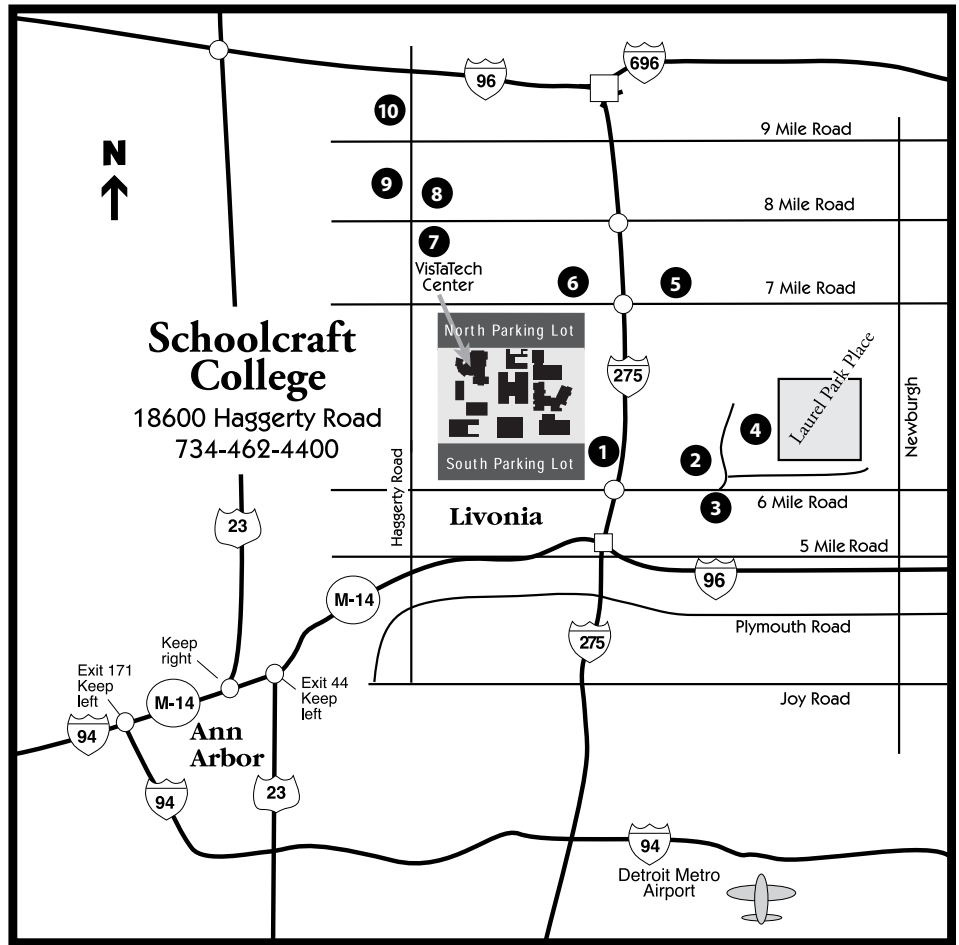 696
96
10
9 Mile Road
N
9
8
8 Mile Road
7
VisTaTech
Center
6
5
7 Mile Road
Schoolcraft
College
18600 Haggerty Road
734-462-4400
North Parking Lot
275
Laurel Park Place
Newburgh
4
1
2
South Parking Lot
3
6 Mile Road
Haggerty Road
Livonia
23
5 Mile Road
96
M-14
Plymouth Road
275
Keep
right
Exit 171
Keep
left
M-14
Exit 44
Keep
left
Joy Road
94
Ann
Arbor
94
23
94
Detroit Metro
Airport